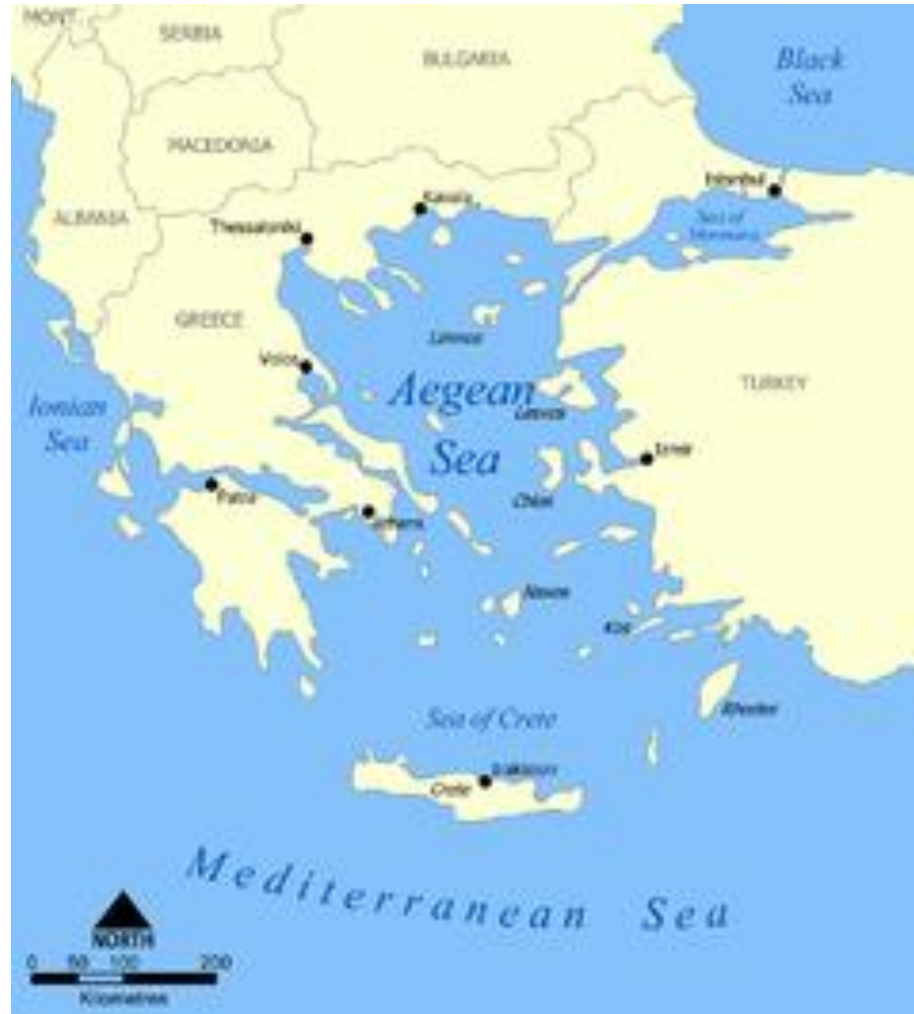 MONT.
SERBIA
BULGARIA
Black
Sea
MACEDONIA
ALBANIA
Istanbul
Kavala
Sea of
Marmara
Thessaloniki
GREECE
Limnos
Volos
Aegean
Sea
Lesvos
TURKEY
Ionian
Sea
Izmir
Patra
Chios
Athens
Naxos
Kos
Rhodes
Sea of Crete
Irakleion
Crete
Mediterranean Sea
NORTH
0 50 100 200
Kilometres